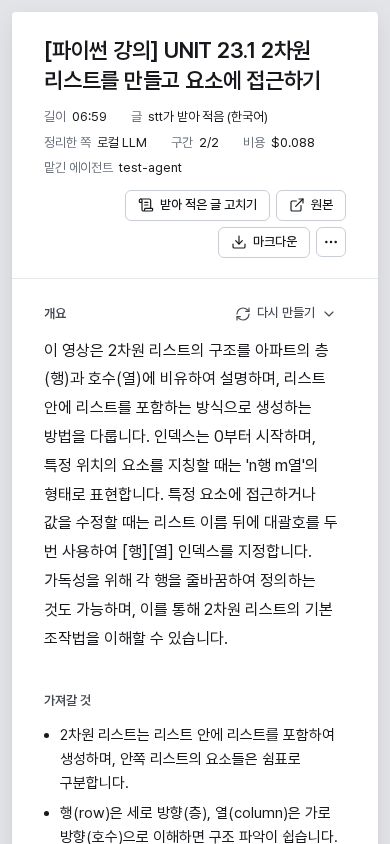 [파이썬 강의] UNIT 23.1 2차원
리스트를 만들고 요소에 접근하기
길이 06:59 글 stt가 받아 적음 (한국어)
정리한 쪽 로컬 LLM 구간 2/2 비용 $0.088
맡긴 에이전트 test-agent
받아 적은 글 고치기 원본
마크다운 ...
개요 다시 만들기
이 영상은 2차원 리스트의 구조를 아파트의 층
(행)과 호수(열)에 비유하여 설명하며, 리스트
안에 리스트를 포함하는 방식으로 생성하는
방법을 다룹니다. 인덱스는 0부터 시작하며,
특정 위치의 요소를 지칭할 때는 'n행 m열'의
형태로 표현합니다. 특정 요소에 접근하거나
값을 수정할 때는 리스트 이름 뒤에 대괄호를 두
번 사용하여 [행][열] 인덱스를 지정합니다.
가독성을 위해 각 행을 줄바꿈하여 정의하는
것도 가능하며, 이를 통해 2차원 리스트의 기본
조작법을 이해할 수 있습니다.
가져갈 것
• 2차원 리스트는 리스트 안에 리스트를 포함하여
생성하며, 안쪽 리스트의 요소들은 쉼표로
구분합니다.
• 행(row)은 세로 방향(층), 열(column)은 가로
방향(호수)으로 이해하면 구조 파악이 쉽습니다.